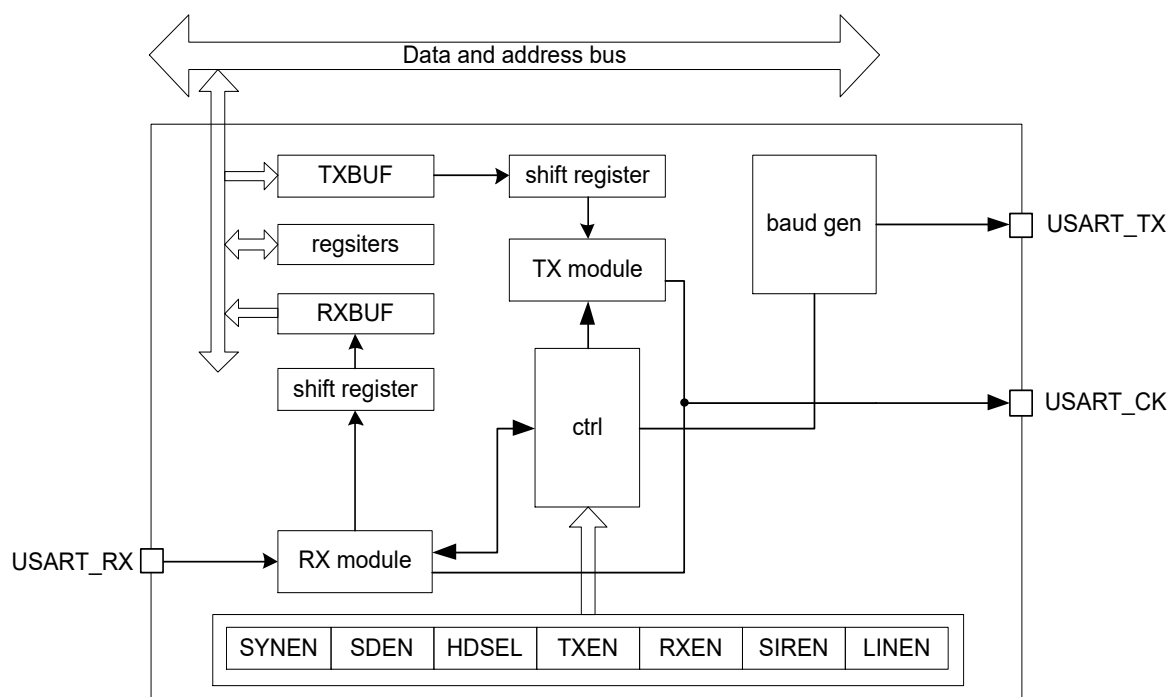 Data and address bus
TXBUF
shift register
baud gen
USART_TX
regsiters
TX module
RXBUF
shift register
ctrl
USART_CK
USART_RX
RX module
SYNEN SDEN HDSEL TXEN RXEN SIREN LINEN